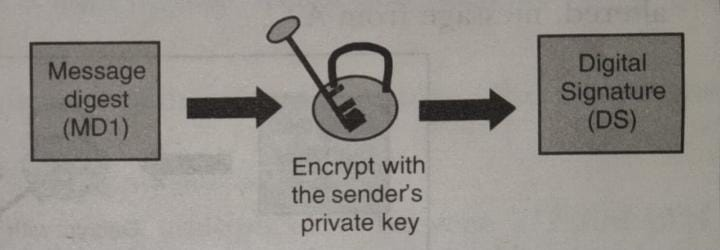 Message
digest
(MD1)
Encrypt with
the sender's
private key
Digital
Signature
(DS)